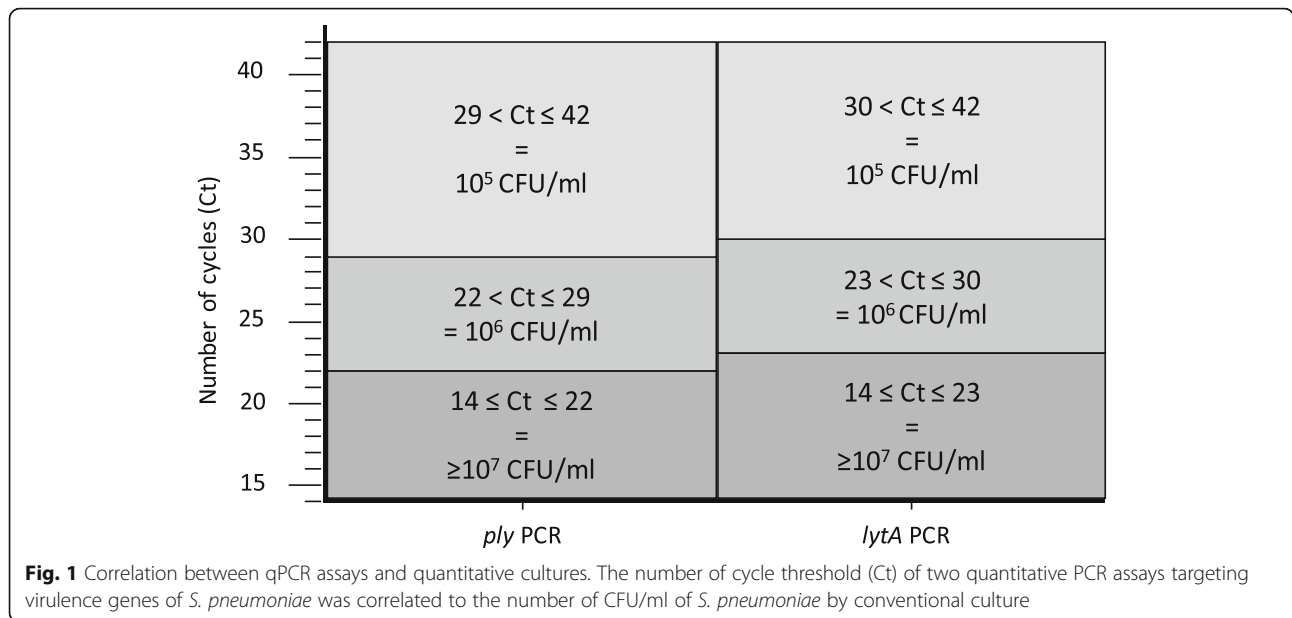 40
35
30
25
20
15
Number of cycles (Ct)
29 < Ct ≤ 42
=
10⁵ CFU/ml
30 < Ct ≤ 42
=
10⁵ CFU/ml
22 < Ct ≤ 29
= 10⁶ CFU/ml
23 < Ct ≤ 30
= 10⁶ CFU/ml
14 ≤ Ct ≤ 22
=
≥10⁷ CFU/ml
14 ≤ Ct ≤ 23
=
≥10⁷ CFU/ml
ply PCR
lytA PCR
Fig. 1 Correlation between qPCR assays and quantitative cultures. The number of cycle threshold (Ct) of two quantitative PCR assays targeting
virulence genes of S. pneumoniae was correlated to the number of CFU/ml of S. pneumoniae by conventional culture